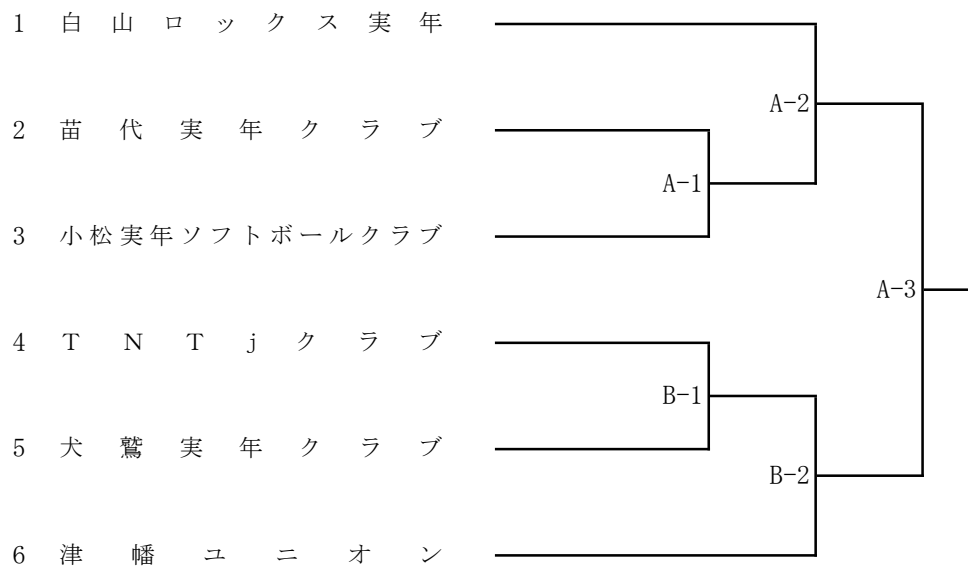 1 白山ロックス実年
A-2
2 苗代実年クラブ
A-1
3 小松実年ソフトボールクラブ
A-3
4 TNTjクラブ
B-1
5 犬鷲実年クラブ
B-2
6 津幡ユニオン